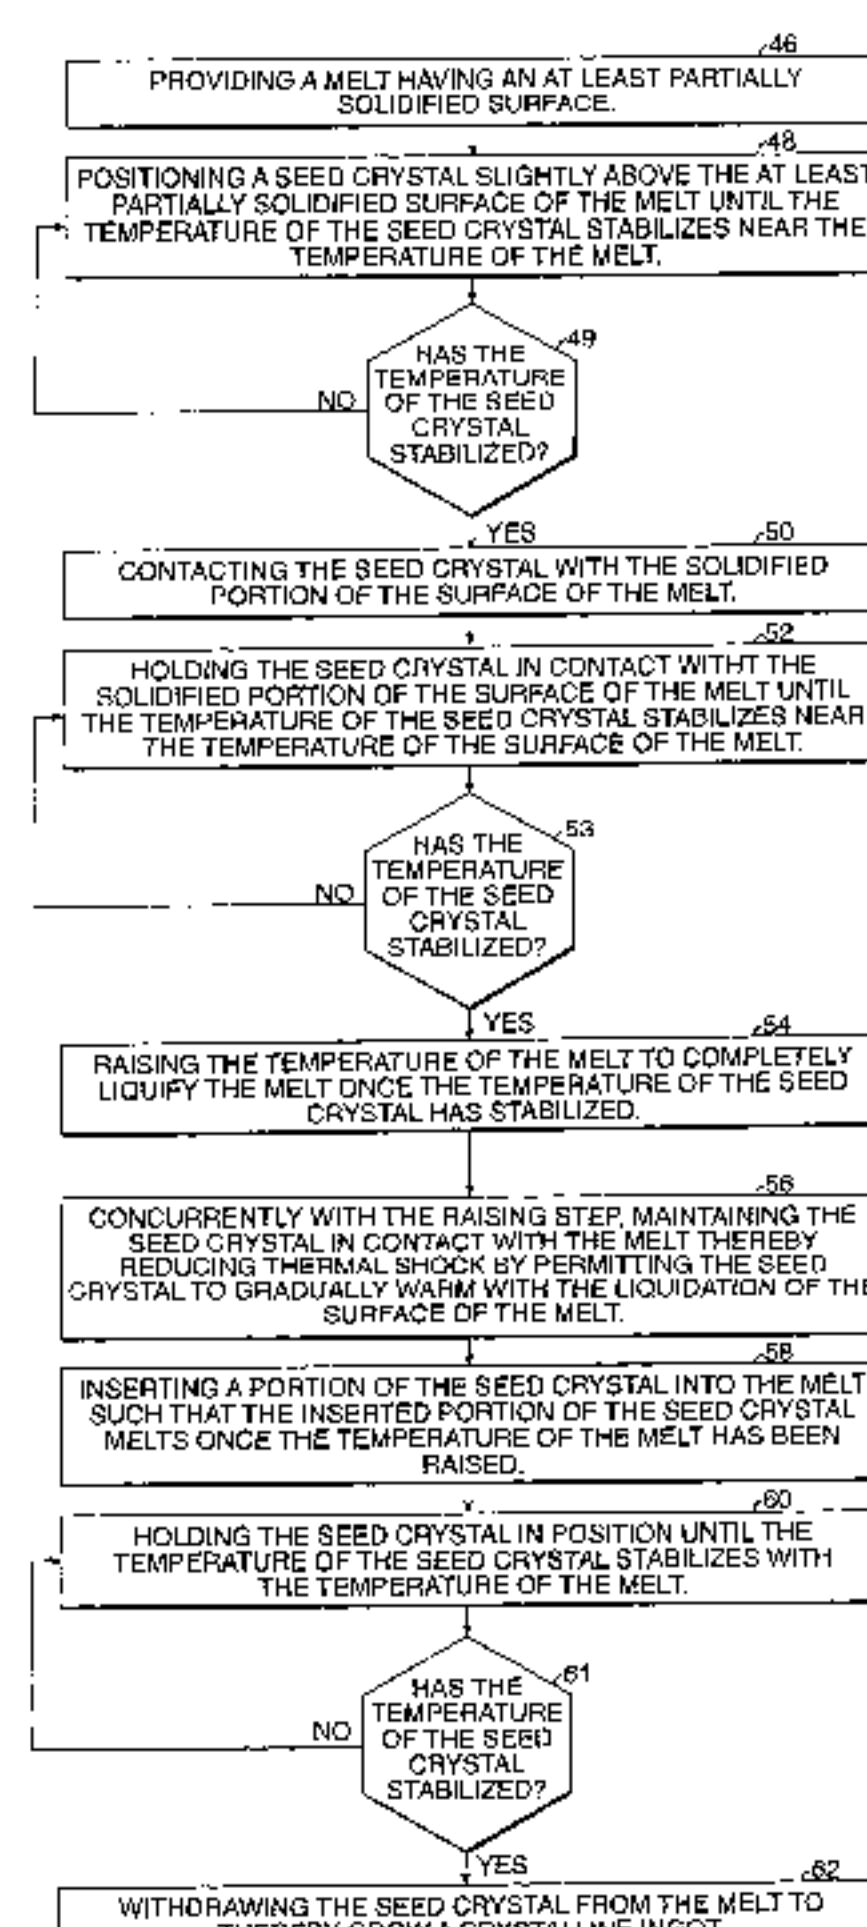 46
PROVIDING A MELT HAVING AN AT LEAST PARTIALLY
SOLIDIFIED SURFACE.
48
POSITIONING A SEED CRYSTAL SLIGHTLY ABOVE THE AT LEAST
PARTIALLY SOLIDIFIED SURFACE OF THE MELT UNTIL THE
TEMPERATURE OF THE SEED CRYSTAL STABILIZES NEAR THE
TEMPERATURE OF THE MELT.
49
HAS THE
TEMPERATURE
OF THE SEED
CRYSTAL
STABILIZED?
NO
YES
50
CONTACTING THE SEED CRYSTAL WITH THE SOLIDIFIED
PORTION OF THE SURFACE OF THE MELT.
52
HOLDING THE SEED CRYSTAL IN CONTACT WITHT THE
SOLIDIFIED PORTION OF THE SURFACE OF THE MELT UNTIL
THE TEMPERATURE OF THE SEED CRYSTAL STABILIZES NEAR
THE TEMPERATURE OF THE SURFACE OF THE MELT.
53
HAS THE
TEMPERATURE
OF THE SEED
CRYSTAL
STABILIZED?
NO
YES
54
RAISING THE TEMPERATURE OF THE MELT TO COMPLETELY
LIQUIFY THE MELT ONCE THE TEMPERATURE OF THE SEED
CRYSTAL HAS STABILIZED.
56
CONCURRENTLY WITH THE RAISING STEP, MAINTAINING THE
SEED CRYSTAL IN CONTACT WITH THE MELT THEREBY
REDUCING THERMAL SHOCK BY PERMITTING THE SEED
CRYSTAL TO GRADUALLY WARM WITH THE LIQUIDATION OF THE
SURFACE OF THE MELT.
58
INSERTING A PORTION OF THE SEED CRYSTAL INTO THE MELT
SUCH THAT THE INSERTED PORTION OF THE SEED CRYSTAL
MELTS ONCE THE TEMPERATURE OF THE MELT HAS BEEN
RAISED.
60
HOLDING THE SEED CRYSTAL IN POSITION UNTIL THE
TEMPERATURE OF THE SEED CRYSTAL STABILIZES WITH
THE TEMPERATURE OF THE MELT.
61
HAS THE
TEMPERATURE
OF THE SEED
CRYSTAL
STABILIZED?
NO
YES
62
WITHDRAWING THE SEED CRYSTAL FROM THE MELT TO